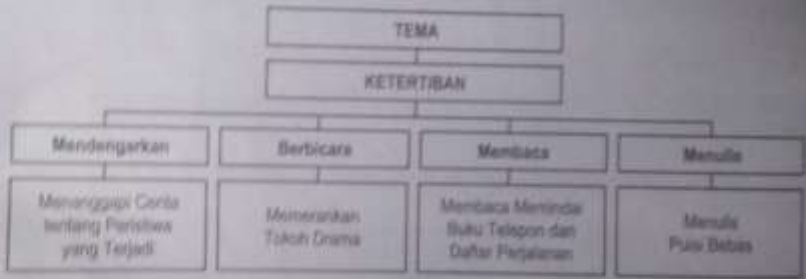 TEMA
KETERTIBAN
Mendengarkan
Berbicara
Membaca
Menulis
Menanggapi Cerita
tentang Peristiwa
yang Terjadi
Memerankan
Tokoh Drama
Membaca Memindai
Buku Telepon dan
Daftar Perjalanan
Menulis
Puisi Bebas